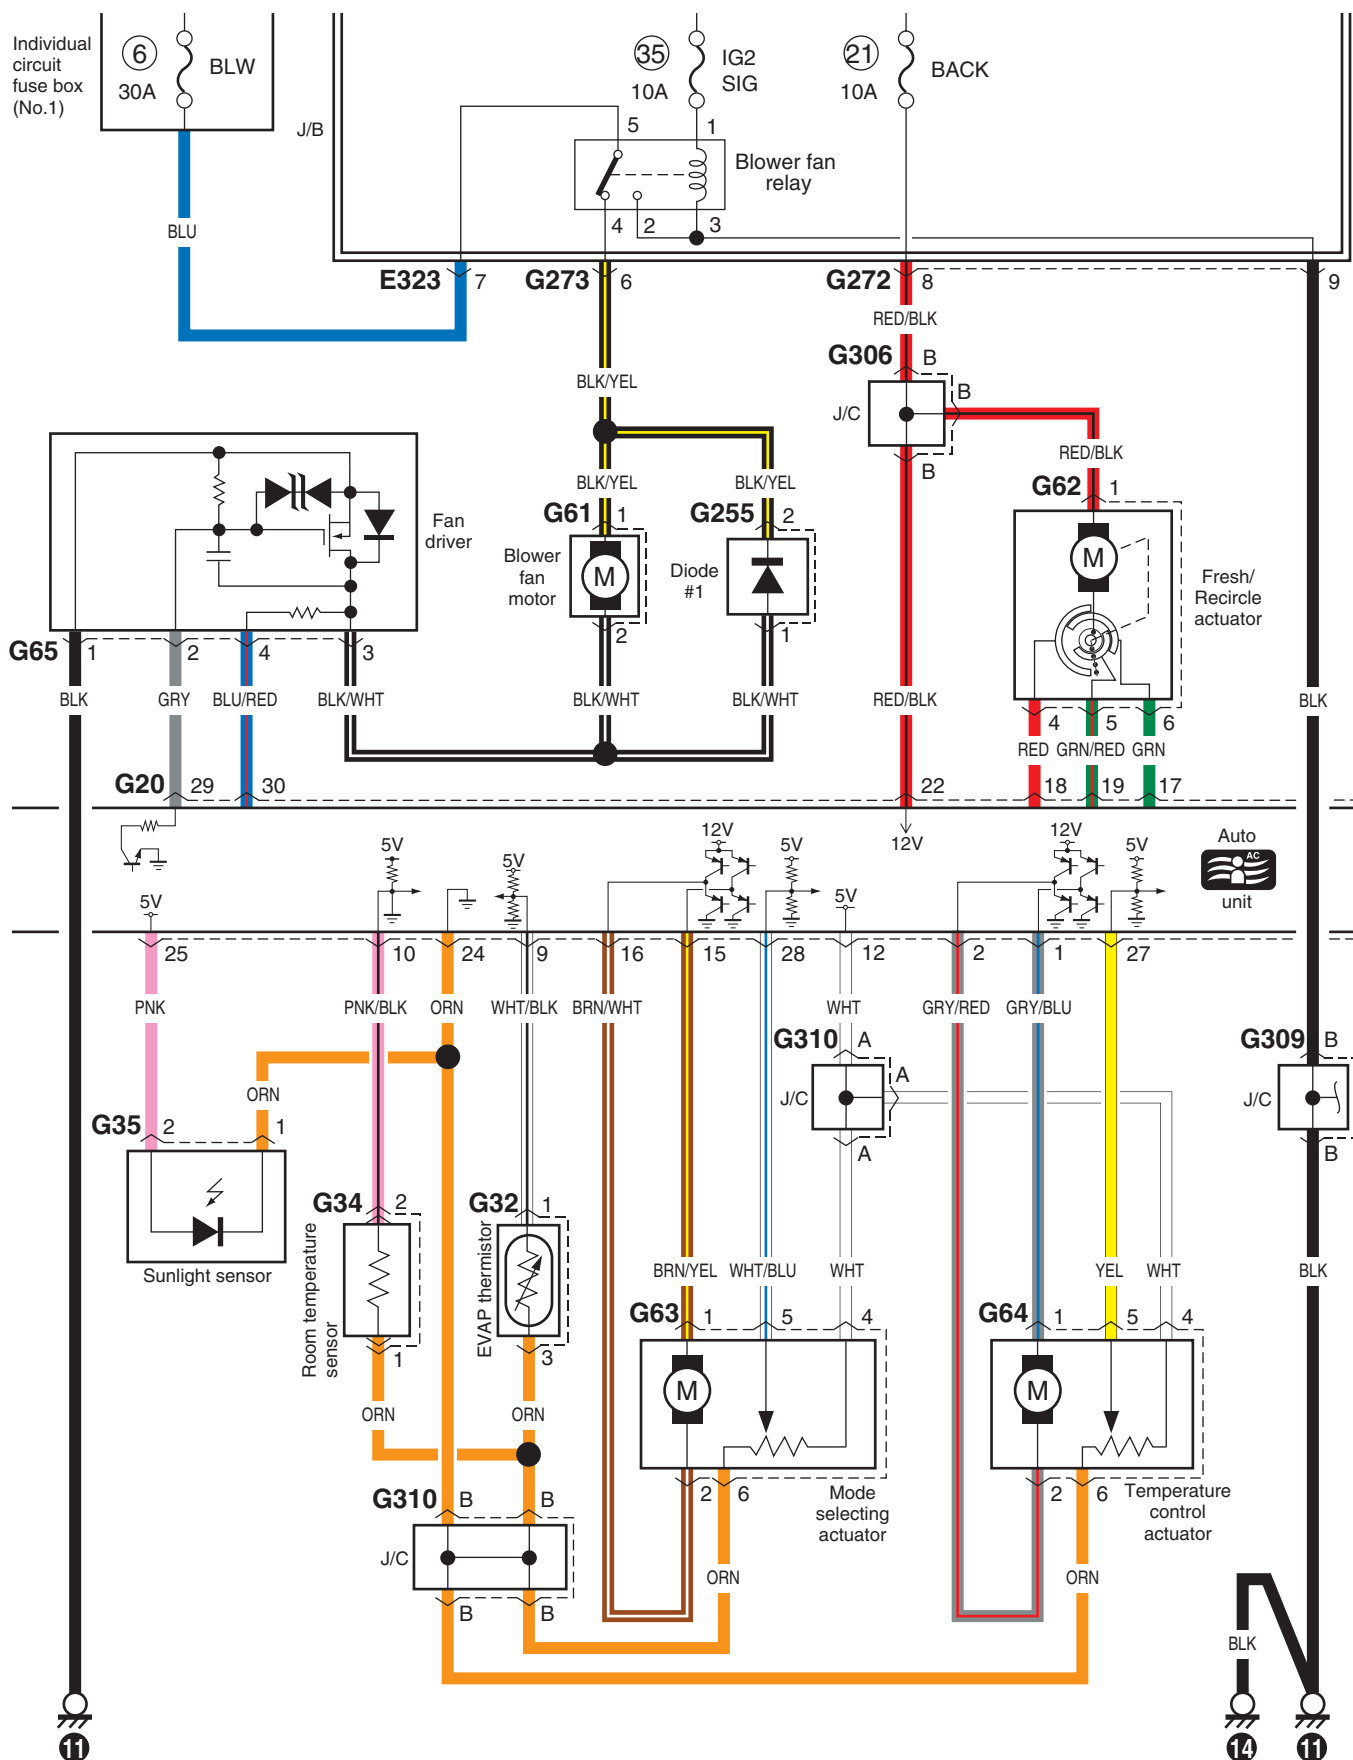 Individual
circuit
fuse box
(No.1)
6
30A
BLW
J/B
35
10A
IG2
SIG
21
10A
BACK
5
1
Blower fan
relay
4
2
3
BLU
E323
7
G273
6
G272
8
9
RED/BLK
G306
B
J/C
B
B
BLK/YEL
RED/BLK
BLK/YEL
BLK/YEL
G62
1
G61
1
G255
2
Fan
driver
Blower
fan
motor
M
Diode
#1
M
Fresh/
Recircle
actuator
2
1
G65
1
2
4
3
BLK
GRY
BLU/RED
BLK/WHT
BLK/WHT
BLK/WHT
RED/BLK
BLK
4
5
6
RED
GRN/RED
GRN
G20
29
30
22
18
19
17
5V
5V
5V
12V
5V
5V
12V
12V
5V
Auto
AC
unit
25
10
24
9
16
15
28
12
2
1
27
PNK
PNK/BLK
ORN
WHT/BLK
BRN/WHT
WHT
GRY/RED
GRY/BLU
G310
A
A
J/C
A
G309
B
J/C
B
ORN
G35
2
1
Sunlight sensor
G34
2
Room temperature
sensor
1
G32
1
EVAP thermistor
3
BRN/YEL
WHT/BLU
WHT
YEL
WHT
BLK
G63
1
5
4
G64
1
5
4
M
M
ORN
ORN
2
6
Mode
selecting
actuator
2
6
Temperature
control
actuator
G310
B
B
J/C
B
B
ORN
ORN
BLK
11
14
11